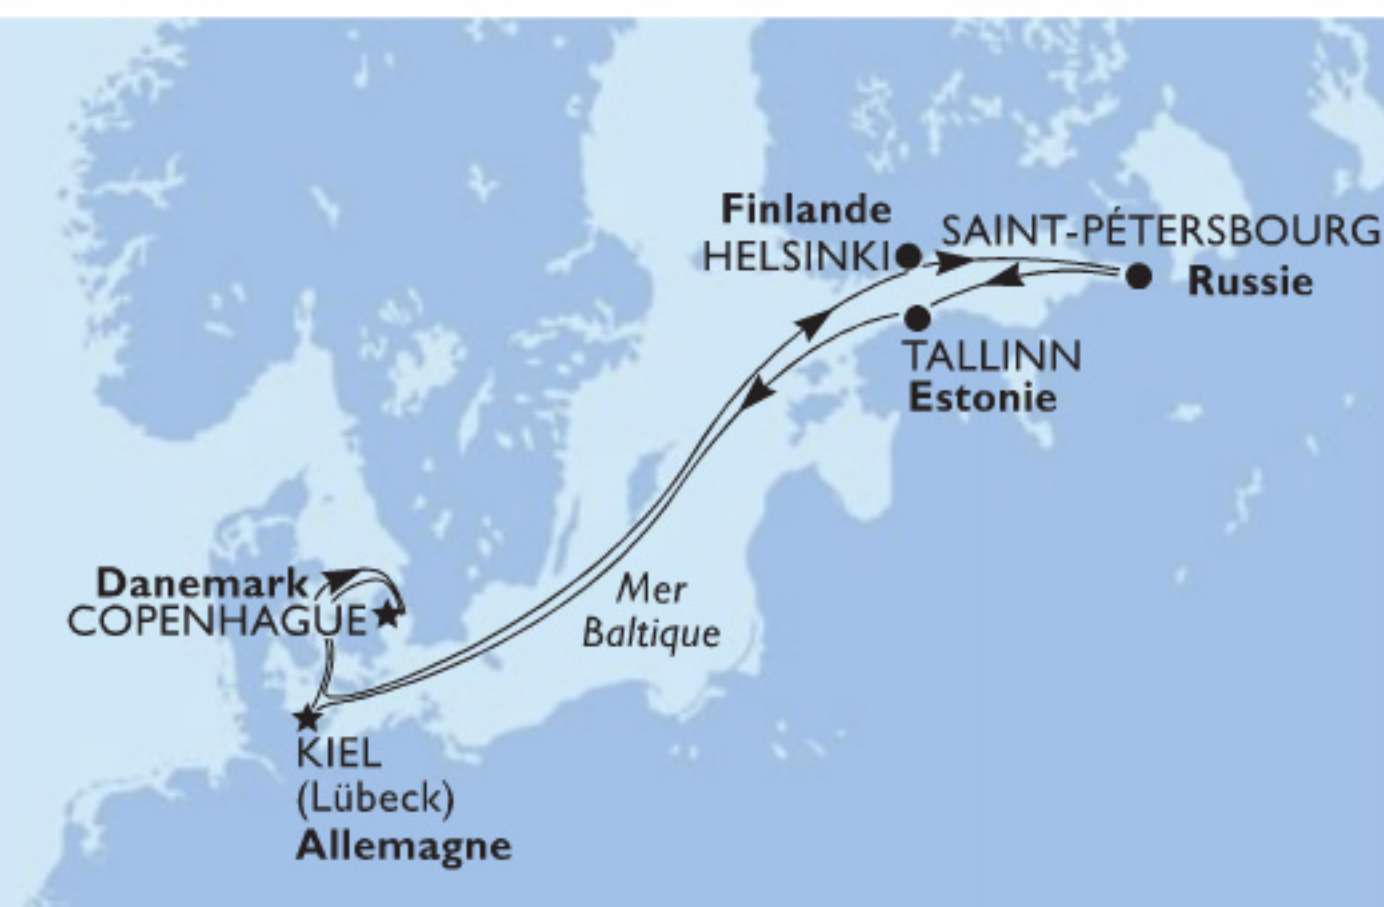 Finlande
HELSINKI
SAINT-PÉTERSBOURG
Russie
TALLINN
Estonie
Danemark
COPENHAGUE
Mer
Baltique
KIEL
(Lübeck)
Allemagne